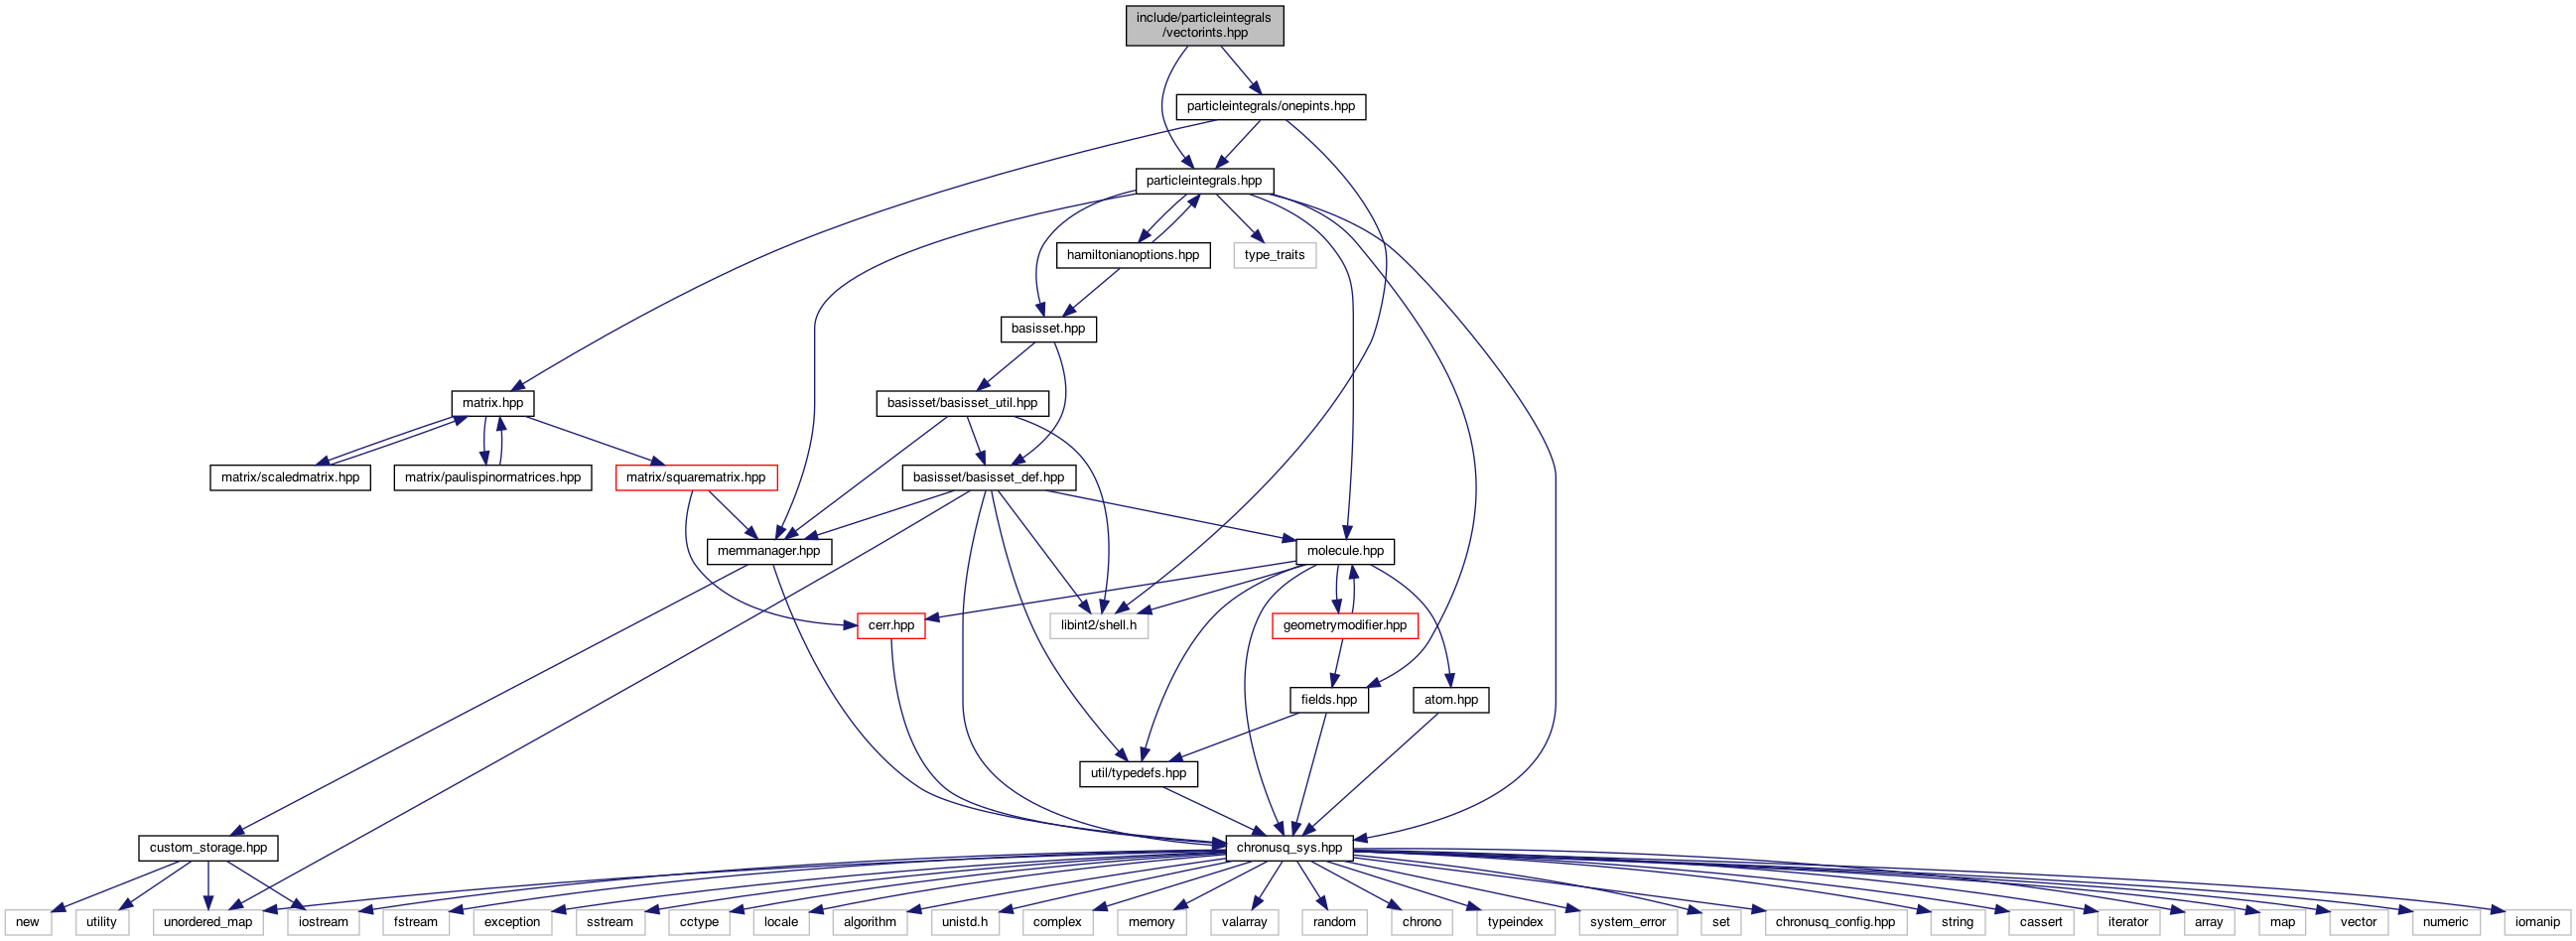 include/particleintegrals
/vectorints.hpp
particleintegrals/onepints.hpp
particleintegrals.hpp
hamiltonianoptions.hpp
type_traits
basisset.hpp
matrix.hpp
basisset/basisset_util.hpp
matrix/scaledmatrix.hpp
matrix/paulispinormatrices.hpp
matrix/squarematrix.hpp
basisset/basisset_def.hpp
memmanager.hpp
molecule.hpp
cerr.hpp
libint2/shell.h
geometrymodifier.hpp
fields.hpp
atom.hpp
util/typedefs.hpp
custom_storage.hpp
chronusq_sys.hpp
new
utility
unordered_map
iostream
fstream
exception
sstream
cctype
locale
algorithm
unistd.h
complex
memory
valarray
random
chrono
typeindex
system_error
set
chronusq_config.hpp
string
cassert
iterator
array
map
vector
numeric
iomanip